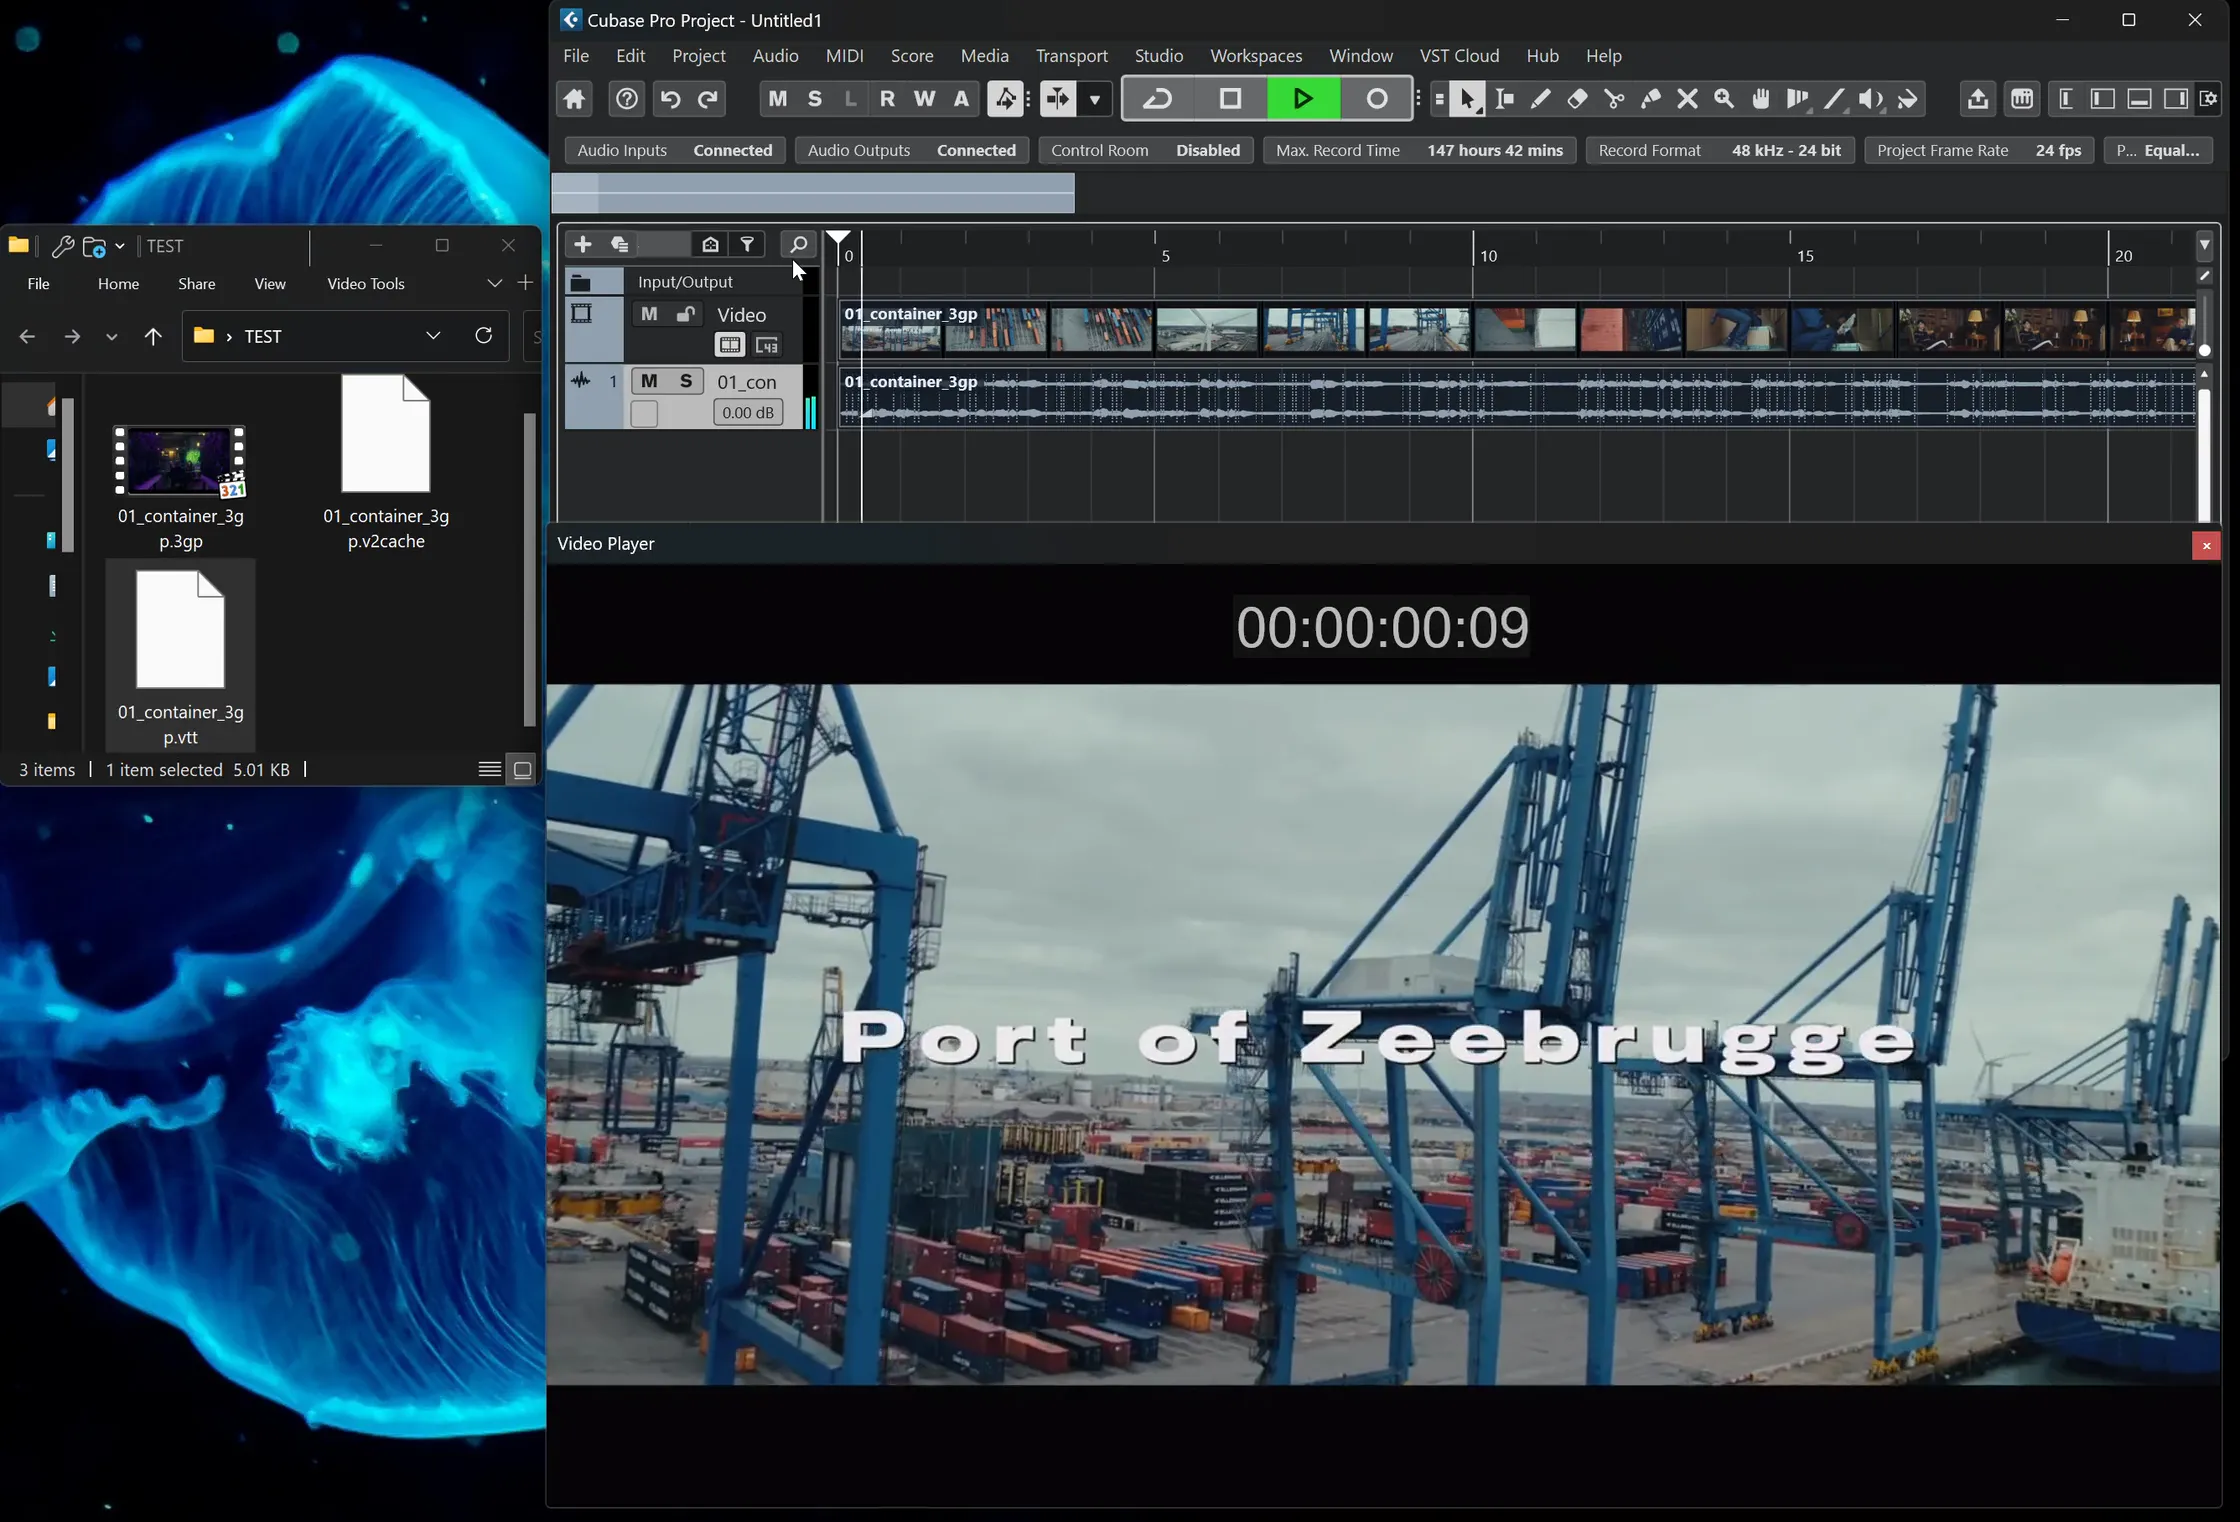 Cubase Pro Project - Untitled1
File Edit Project Audio MIDI Score Media Transport Studio Workspaces Window VST Cloud Hub Help
M S L R W A
Audio Inputs Connected Audio Outputs Connected Control Room Disabled Max. Record Time 147 hours 42 mins Record Format 48 kHz - 24 bit Project Frame Rate 24 fps P... Equal...
0 5 10 15 20
Input/Output
M Video
01_container_3gp
1 M S 01_con
0.00 dB
01_container_3gp
TEST
File Home Share View Video Tools
› TEST
S
321
01_container_3g
p.3gp
01_container_3g
p.v2cache
01_container_3g
p.vtt
3 items 1 item selected 5.01 KB
Video Player
00:00:00:09
Port of Zeebrugge